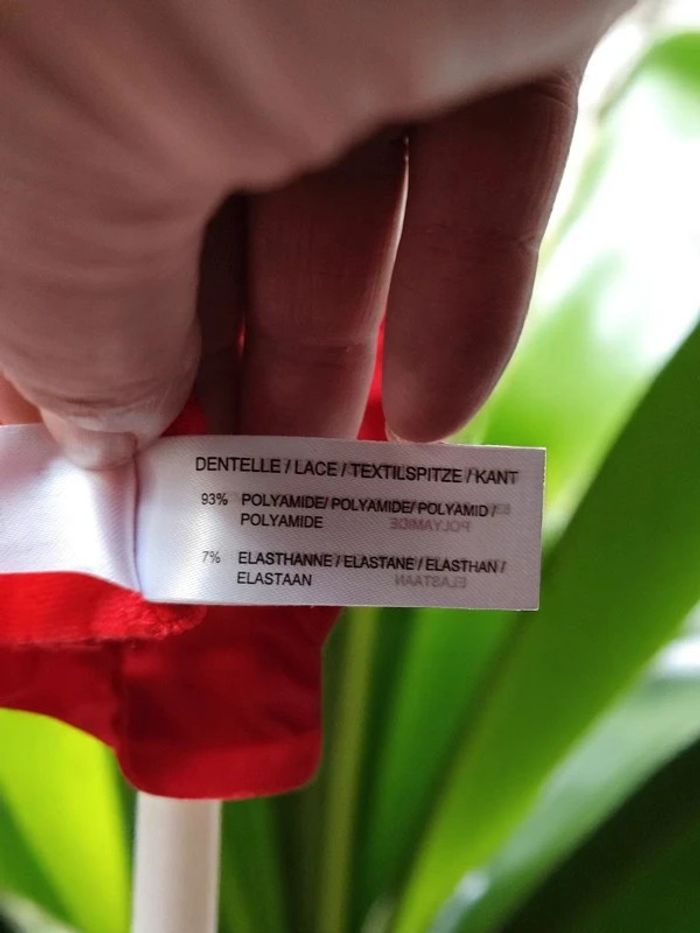 DENTELLE / LACE / TEXTILSPITZE / KANT
93% POLYAMIDE/ POLYAMIDE/ POLYAMID /
POLYAMIDE
7% ELASTHANNE / ELASTANE / ELASTHAN /
ELASTAAN